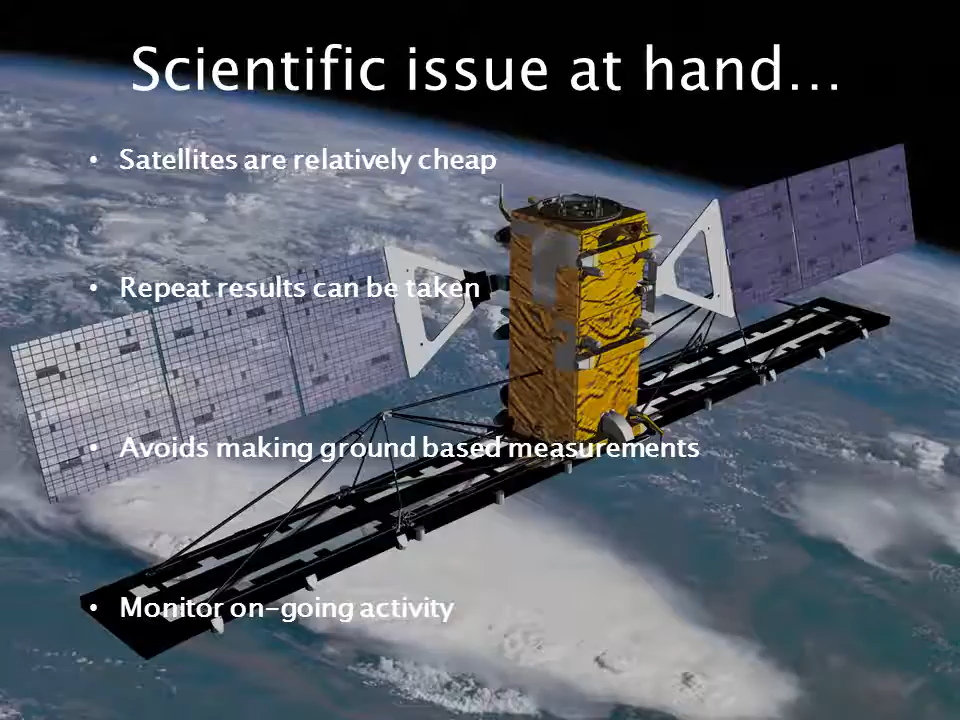 Scientific issue at hand…
• Satellites are relatively cheap
• Repeat results can be taken
• Avoids making ground based measurements
• Monitor on-going activity